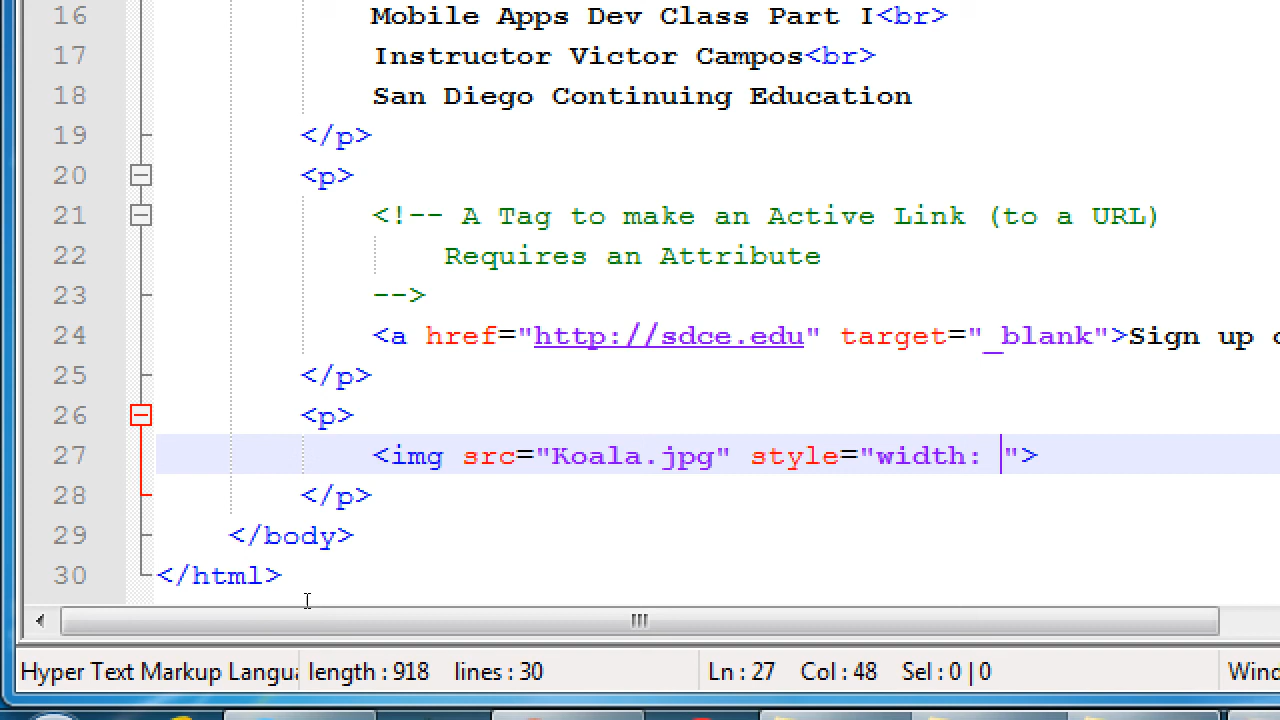 16 Mobile Apps Dev Class Part I<br>
17 Instructor Victor Campos<br>
18 San Diego Continuing Education
19 </p>
20 <p>
21 <!-- A Tag to make an Active Link (to a URL)
22 Requires an Attribute
23 -->
24 <a href="http://sdce.edu" target="_blank">Sign up
25 </p>
26 <p>
27 <img src="Koala.jpg" style="width: ">
28 </p>
29 </body>
30 </html>
Hyper Text Markup Langua length : 918 lines : 30 Ln : 27 Col : 48 Sel : 0 | 0 Wind